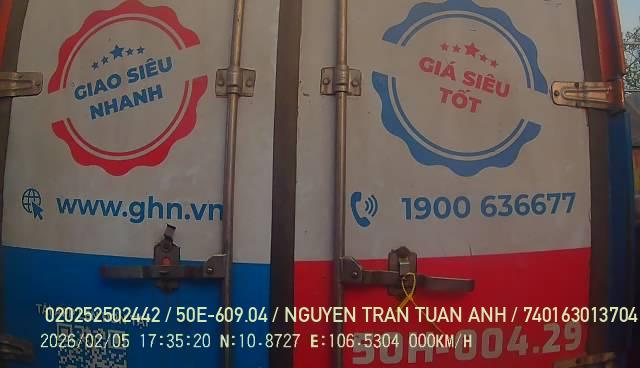 GIAO SIÊU
NHANH
GIÁ SIÊU
TỐT
www.ghn.vn
1900 636677
020252502442 / 50E-609.04 / NGUYEN TRAN TUAN ANH / 740163013704
50H-004.29
2026/02/05 17:35:20 N:10.8727 E:106.5304 000KM/H